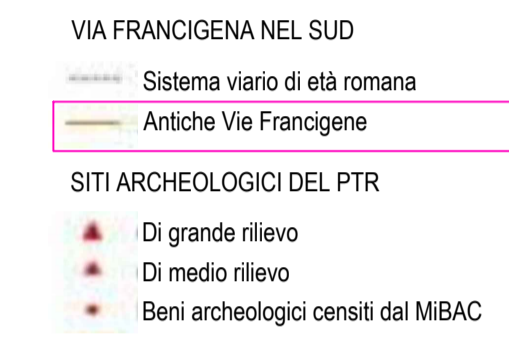 VIA FRANCIGENA NEL SUD
Sistema viario di età romana
Antiche Vie Francigene
SITI ARCHEOLOGICI DEL PTR
Di grande rilievo
Di medio rilievo
Beni archeologici censiti dal MiBAC